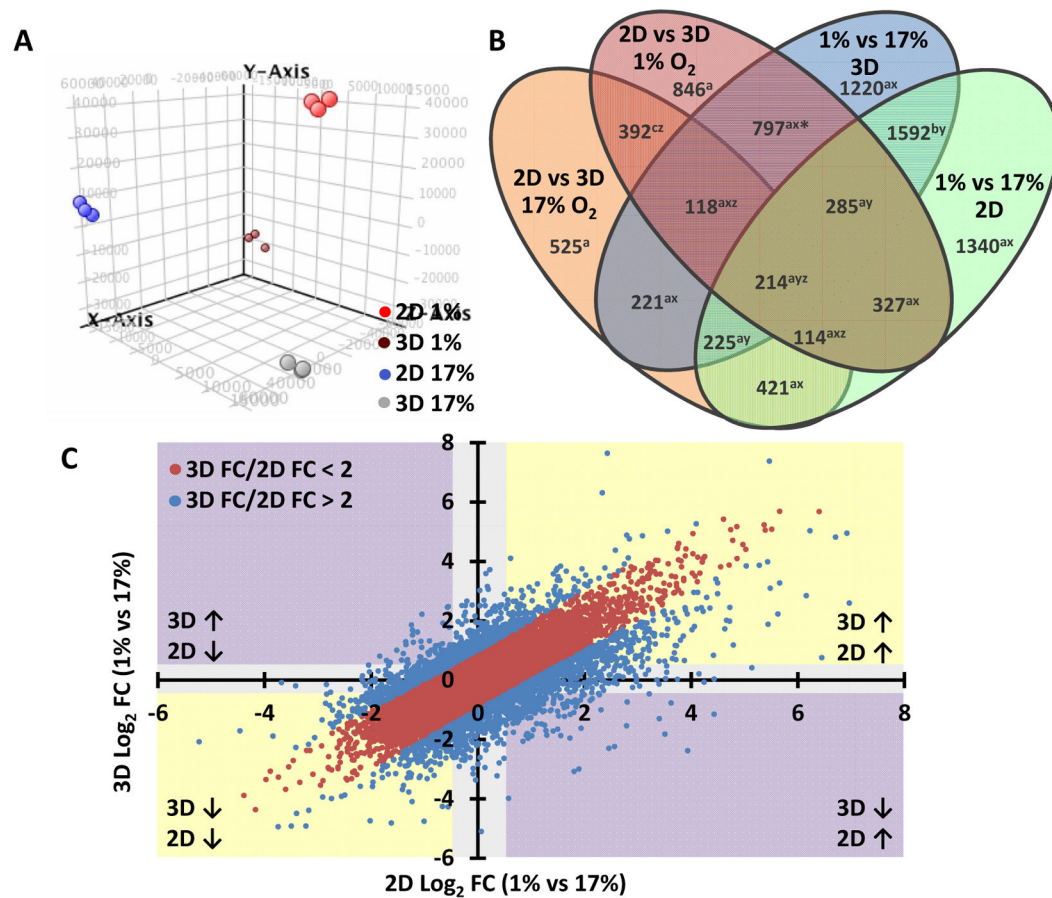 A
Y-Axis
X-Axis
Z-Axis
2D 1%
3D 1%
2D 17%
3D 17%
B
2D vs 3D
1% O₂
846ᵃ
1% vs 17%
3D
1220ᵃˣ
392ᶜᶻ
797ᵃˣ*
1592ᵇʸ
2D vs 3D
17% O₂
525ᵃ
118ᵃˣᶻ
285ᵃʸ
1% vs 17%
2D
1340ᵃˣ
221ᵃˣ
214ᵃʸᶻ
327ᵃˣ
225ᵃʸ
114ᵃˣᶻ
421ᵃˣ
C
3D FC/2D FC < 2
3D FC/2D FC > 2
8
6
4
2
0
-2
-4
-6
-6 -4 -2 0 2 4 6 8
3D ↑
2D ↓
3D ↑
2D ↑
3D ↓
2D ↓
3D ↓
2D ↑
3D Log₂ FC (1% vs 17%)
2D Log₂ FC (1% vs 17%)